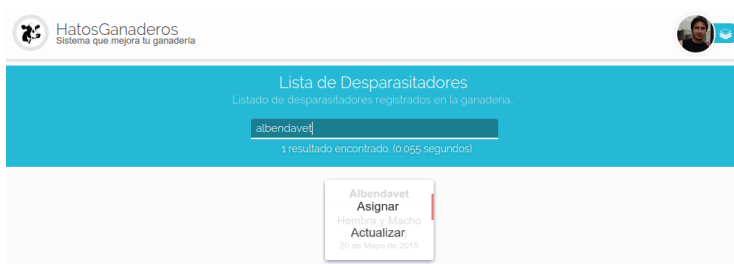 HatosGanaderos
Sistema que mejora tu ganadería
Lista de Desparasitadores
Listado de desparasitadores registrados en la ganadería..
albendavet
1 resultado encontrado. (0.055 segundos)
Albendavet
Asignar
Hembra y Macho
Actualizar
20 de Mayo de 2015